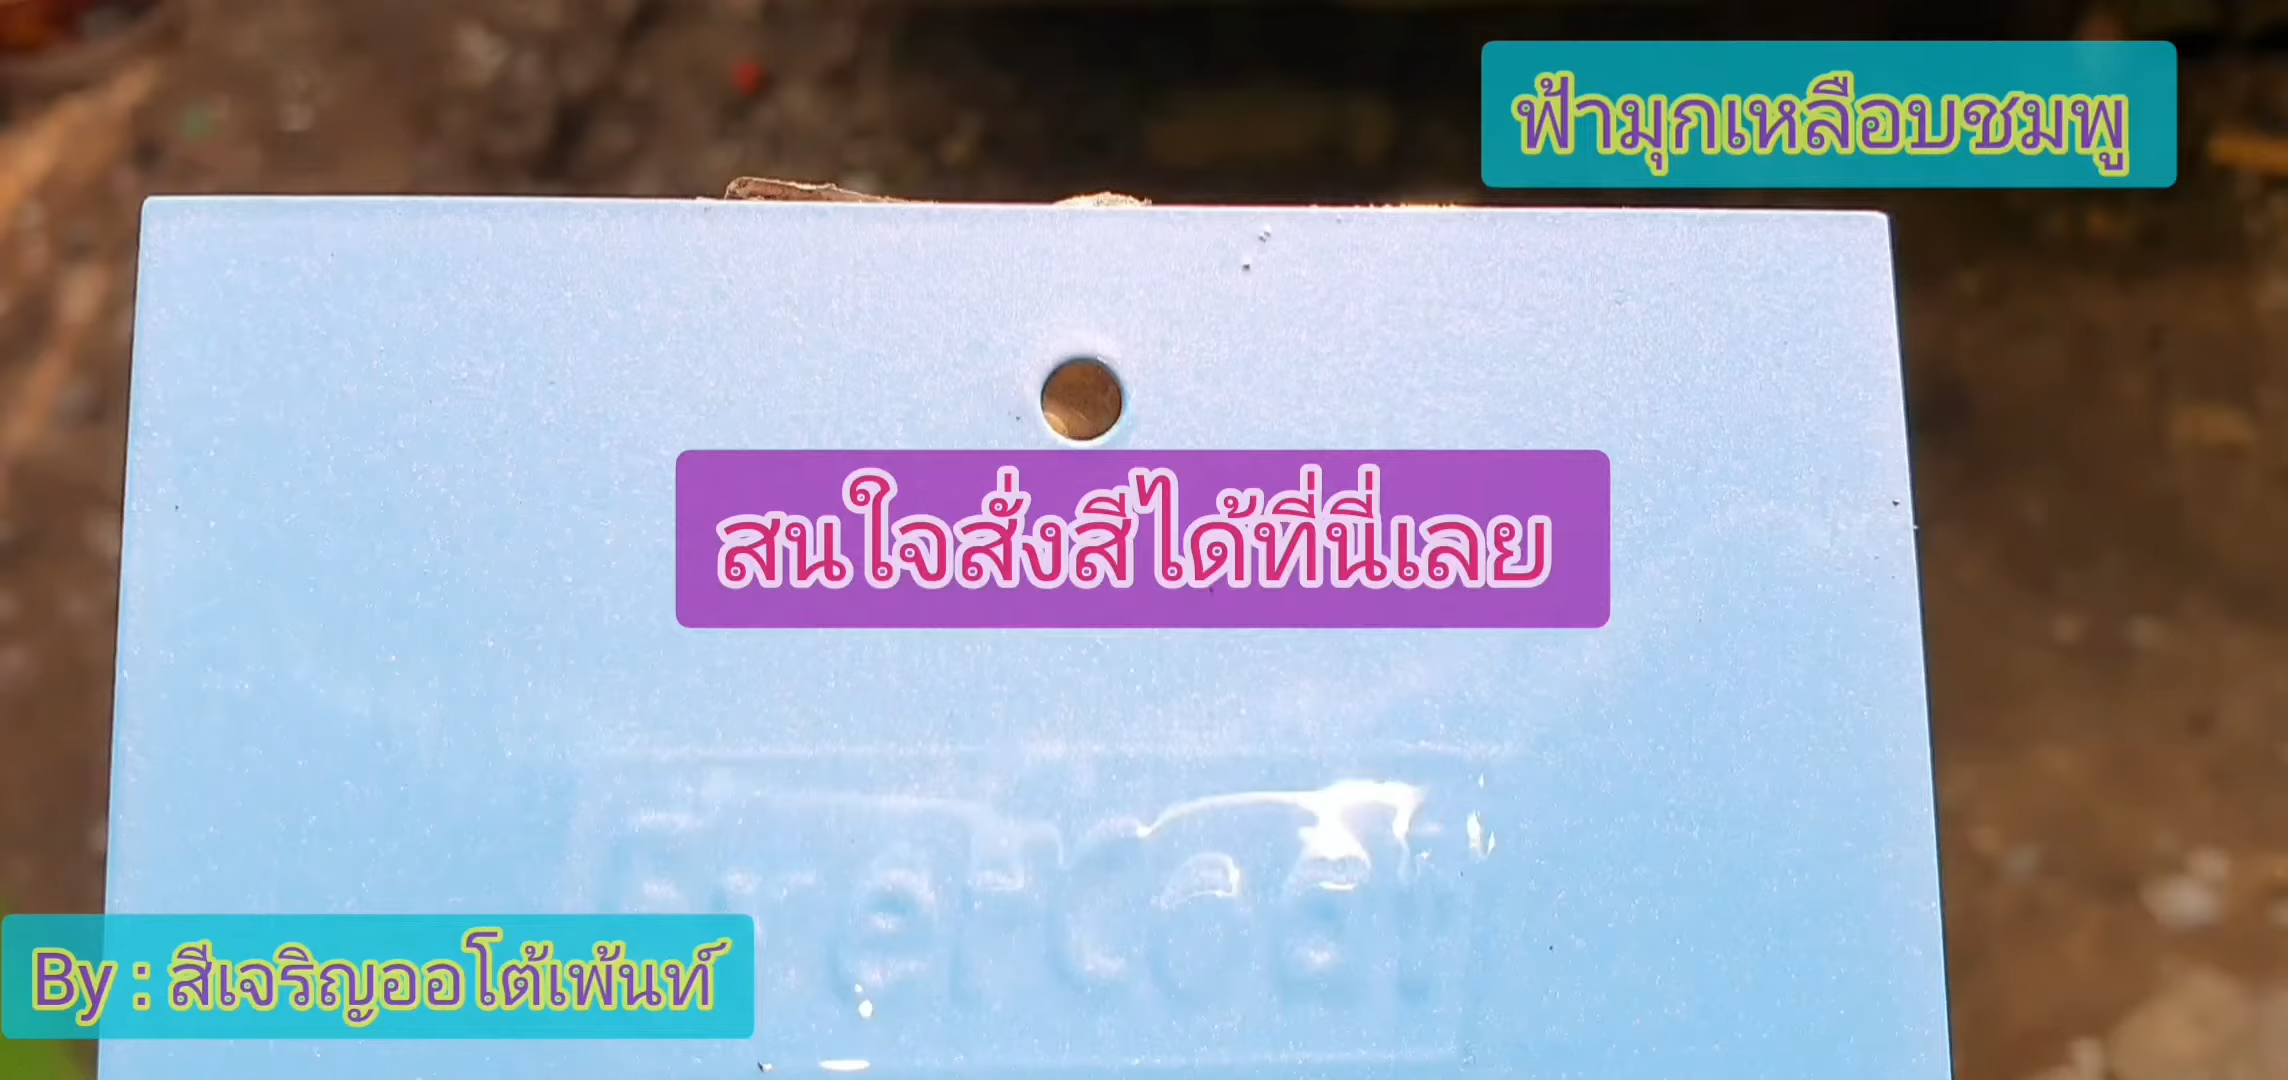 ฟ้ามุกเหลือบชมพู
สนใจสั่งสีได้ที่นี่เลย
By : สีเจริญออโต้เพ้นท์